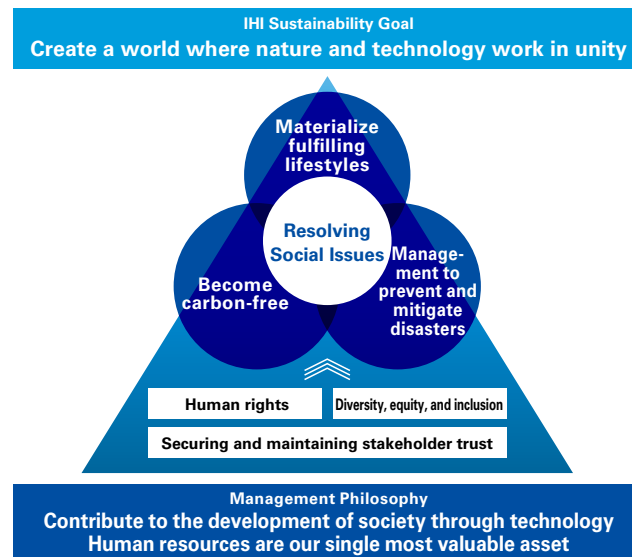 IHI Sustainability Goal
Create a world where nature and technology work in unity
Materialize
fulfilling
lifestyles
Resolving
Social Issues
Become
carbon-free
Manage-
ment to
prevent and
mitigate
disasters
Human rights
Diversity, equity, and inclusion
Securing and maintaining stakeholder trust
Management Philosophy
Contribute to the development of society through technology
Human resources are our single most valuable asset